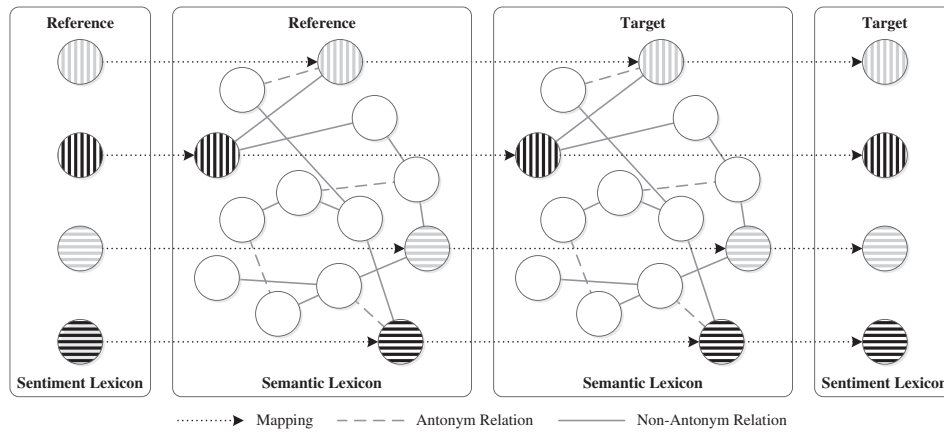 Reference
Reference
Target
Target
Sentiment Lexicon
Semantic Lexicon
Semantic Lexicon
Sentiment Lexicon
Mapping
Antonym Relation
Non-Antonym Relation